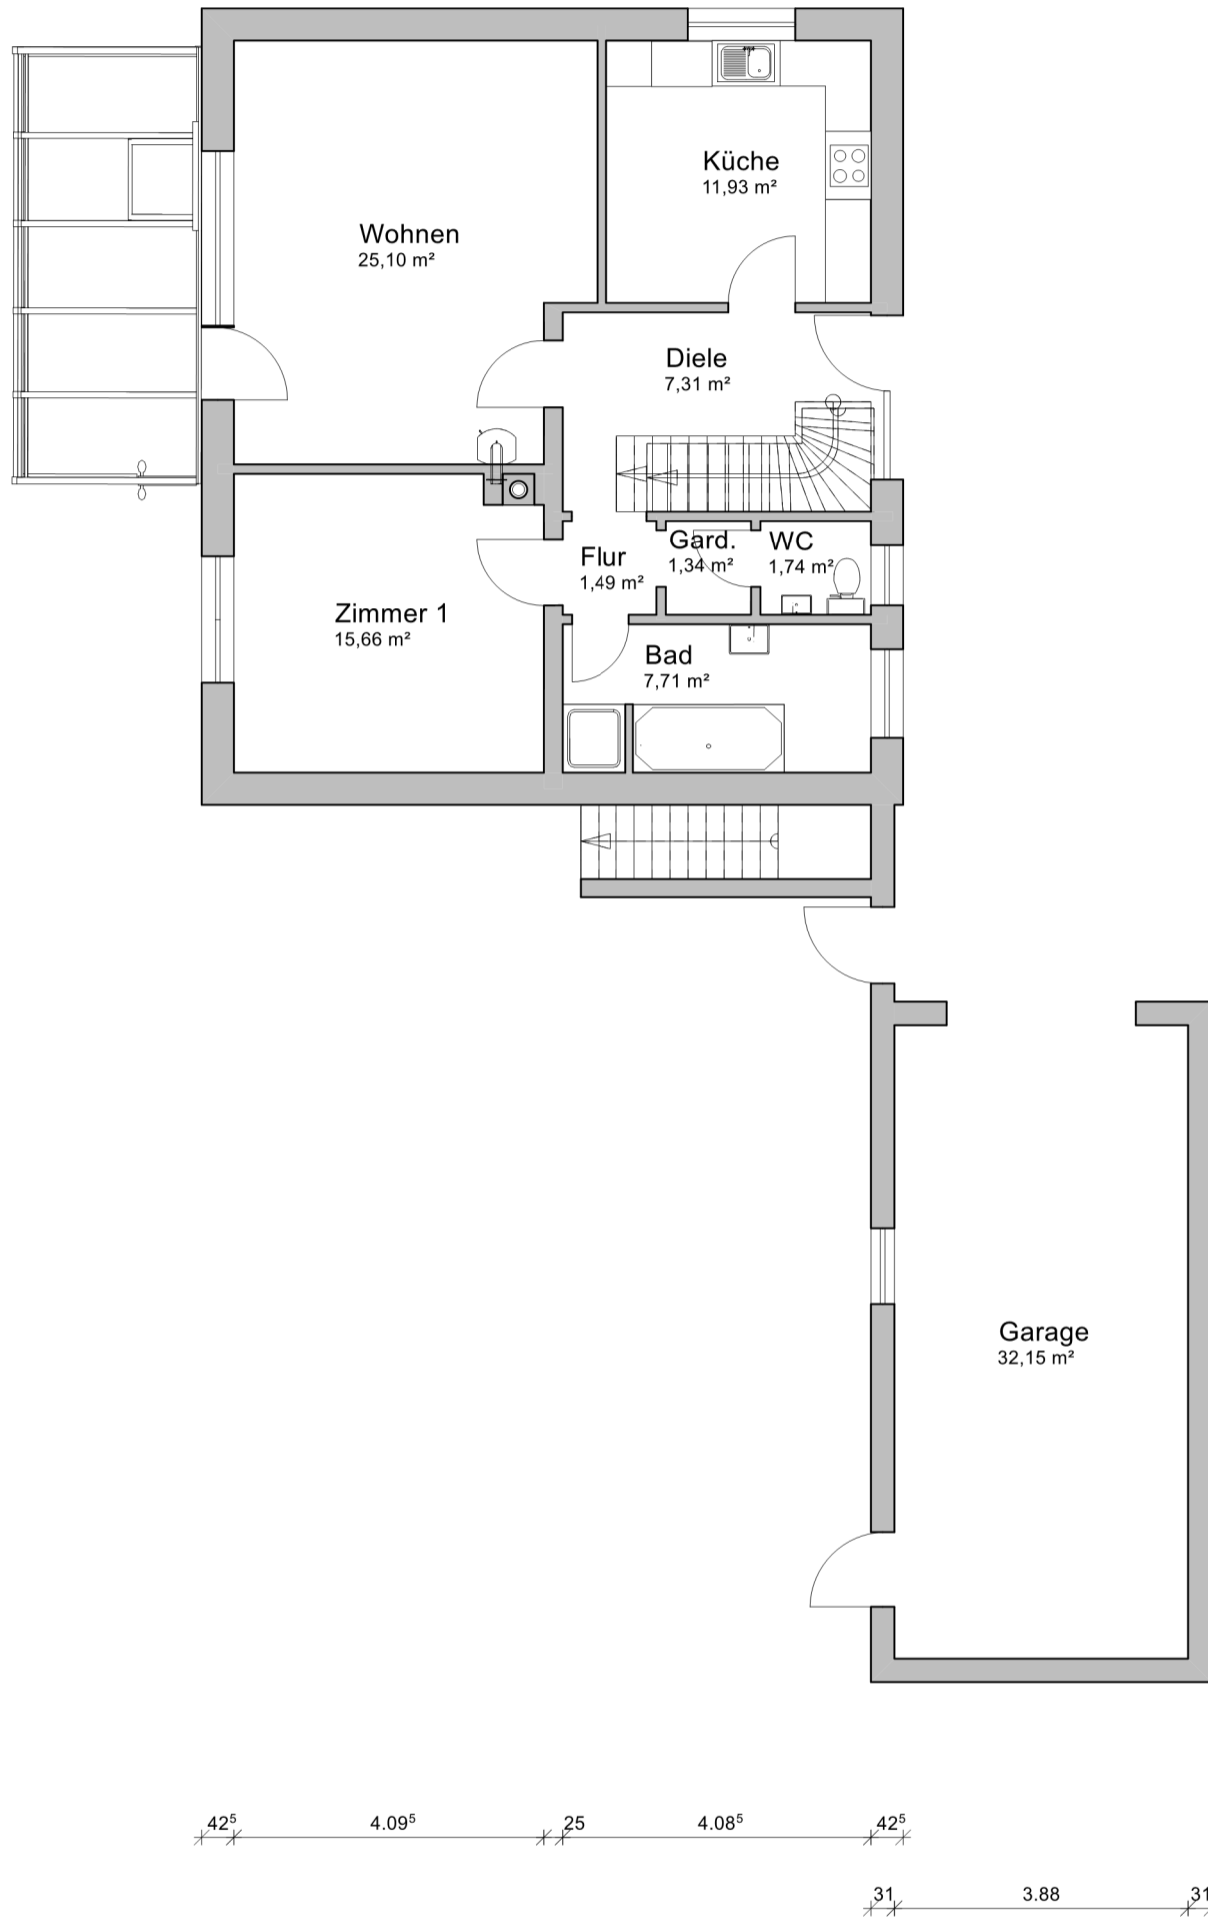 Küche
11,93 m²
Wohnen
25,10 m²
Diele
7,31 m²
Gard.
1,34 m²
WC
1,74 m²
Flur
1,49 m²
Zimmer 1
15,66 m²
Bad
7,71 m²
Garage
32,15 m²
42⁵ 4.09⁵ 25 4.08⁵ 42⁵
31 3.88 31